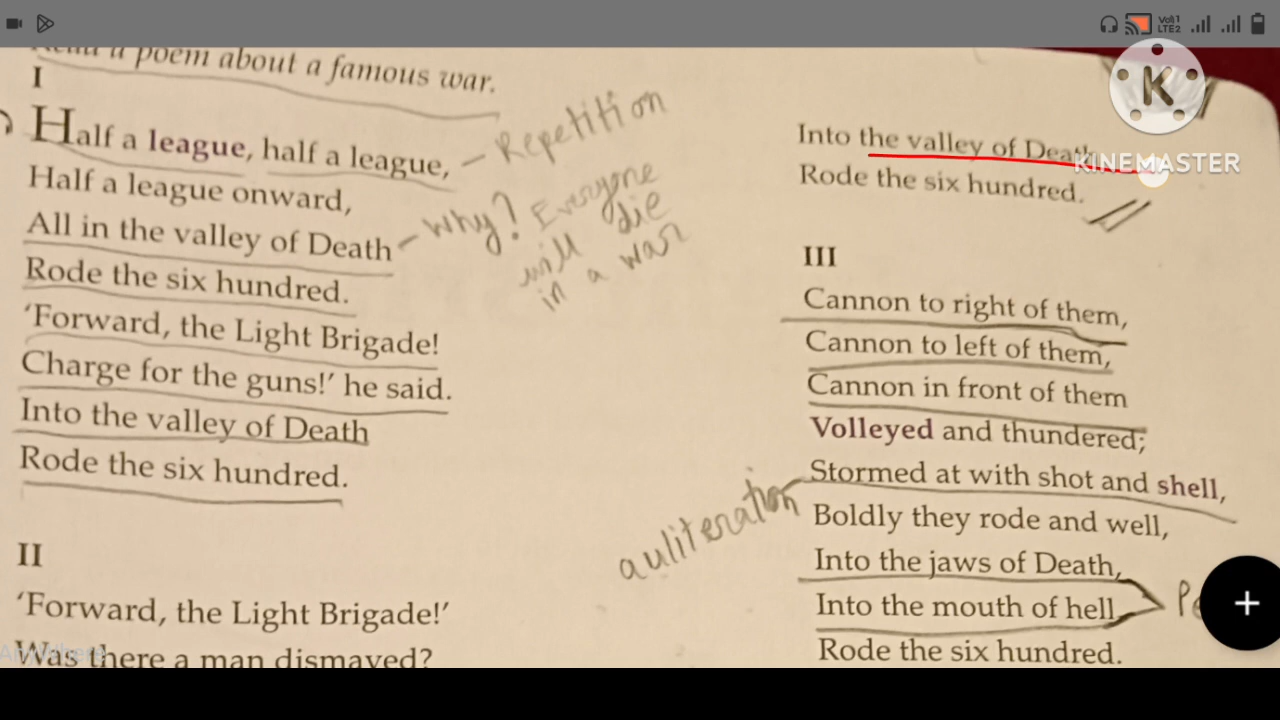 Read a poem about a famous war.
I
Half a league, half a league,
Half a league onward,
All in the valley of Death
Rode the six hundred.
'Forward, the Light Brigade!
Charge for the guns!' he said.
Into the valley of Death
Rode the six hundred.
II
'Forward, the Light Brigade!'
Was there a man dismayed?
Repetition
Why? Everyone
will die
in a war
Into the valley of Death
Rode the six hundred.
III
Cannon to right of them,
Cannon to left of them,
Cannon in front of them
Volleyed and thundered;
Stormed at with shot and shell,
Boldly they rode and well,
Into the jaws of Death,
Into the mouth of hell
Rode the six hundred.
auliteration
K
KINEMASTER
Vol1
LTE2